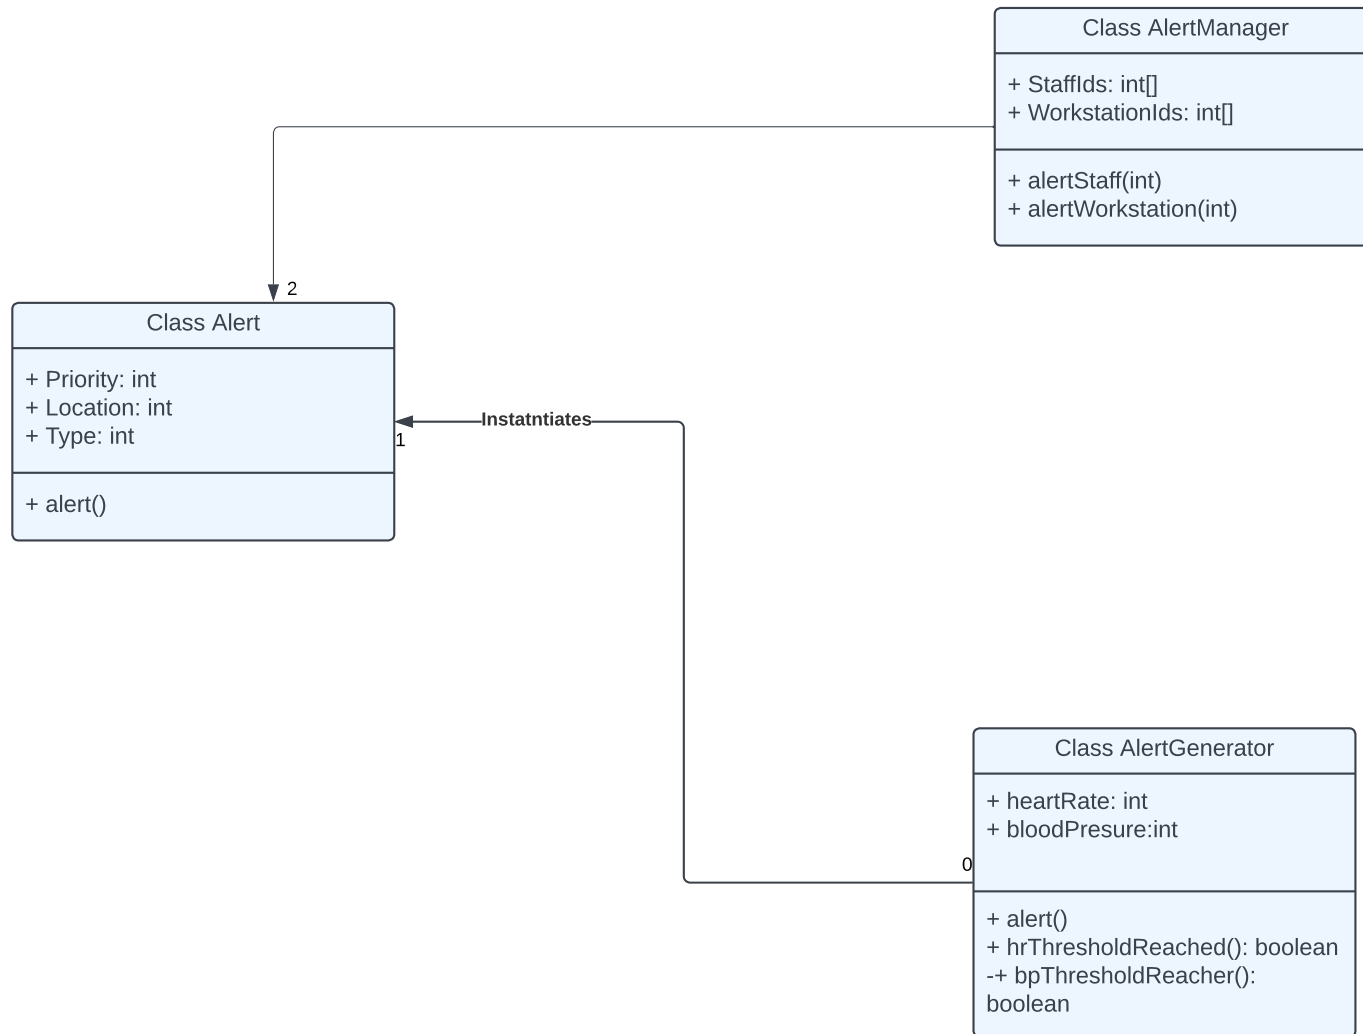 Class AlertManager
+ StaffIds: int[]
+ WorkstationIds: int[]
+ alertStaff(int)
+ alertWorkstation(int)
2
Class Alert
+ Priority: int
+ Location: int
+ Type: int
+ alert()
Instatntiates
1
Class AlertGenerator
+ heartRate: int
+ bloodPresure:int
0
+ alert()
+ hrThresholdReached(): boolean
-+ bpThresholdReacher():
boolean